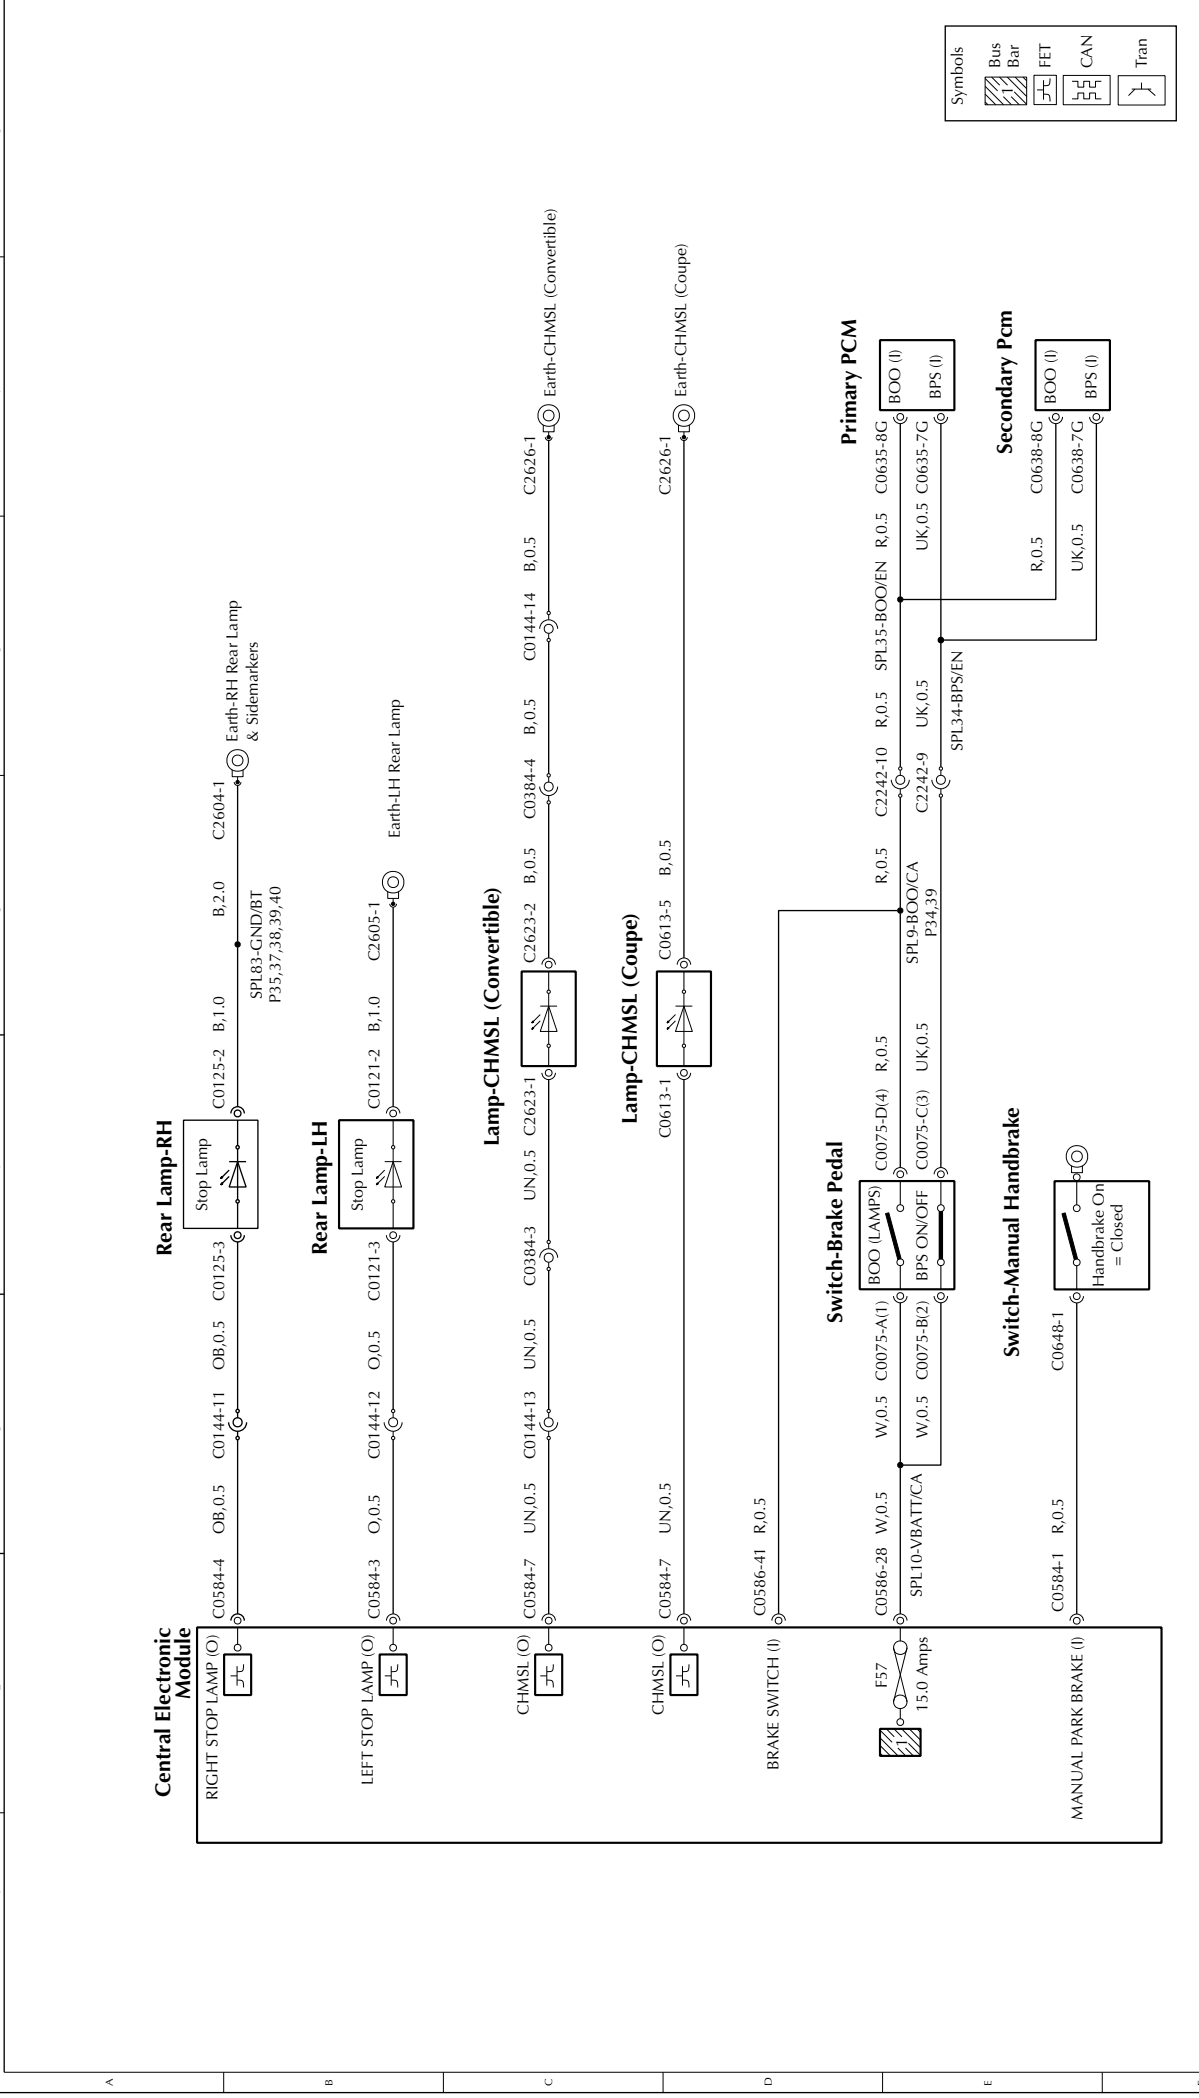 Central Electronic
Module
RIGHT STOP LAMP (O)
C0584-4
OB,0.5
C0144-11
OB,0.5
C0125-3
Rear Lamp-RH
Stop Lamp
C0125-2
B,1.0
SPL83-GND/BT
P35,37,38,39,40
B,2.0
C2604-1
Earth-RH Rear Lamp
& Sidemarkers
LEFT STOP LAMP (O)
C0584-3
O,0.5
C0144-12
O,0.5
C0121-3
Rear Lamp-LH
Stop Lamp
C0121-2
B,1.0
C2605-1
Earth-LH Rear Lamp
CHMSL (O)
C0584-7
UN,0.5
C0144-13
UN,0.5
C0384-3
UN,0.5
C2623-1
Lamp-CHMSL (Convertible)
C2623-2
B,0.5
C0384-4
B,0.5
C0144-14
B,0.5
C2626-1
Earth-CHMSL (Convertible)
CHMSL (O)
C0584-7
UN,0.5
C0613-1
Lamp-CHMSL (Coupe)
C0613-5
B,0.5
C2626-1
Earth-CHMSL (Coupe)
BRAKE SWITCH (I)
C0586-41
R,0.5
1
F57
15.0 Amps
C0586-28
W,0.5
SPL10-VBATT/CA
W,0.5
C0075-A(1)
W,0.5
C0075-B(2)
Switch-Brake Pedal
BOO (LAMPS)
BPS ON/OFF
C0075-D(4)
R,0.5
C0075-C(3)
UK,0.5
SPL9-BOO/CA
P34,39
R,0.5
C2242-10
R,0.5
C2242-9
UK,0.5
SPL35-BOO/EN
SPL34-BPS/EN
R,0.5
C0635-8G
UK,0.5
C0635-7G
Primary PCM
BOO (I)
BPS (I)
R,0.5
C0638-8G
UK,0.5
C0638-7G
Secondary Pcm
BOO (I)
BPS (I)
MANUAL PARK BRAKE (I)
C0584-1
R,0.5
C0648-1
Switch-Manual Handbrake
Handbrake On
= Closed
Symbols
1
Bus
Bar
FET
CAN
Tran
A
B
C
D
E